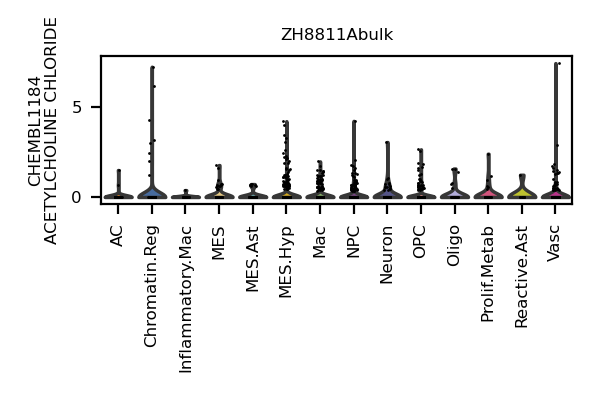 ZH8811Abulk
CHEMBL1184
ACETYLCHOLINE CHLORIDE
5
0
AC
Chromatin.Reg
Inflammatory.Mac
MES
MES.Ast
MES.Hyp
Mac
NPC
Neuron
OPC
Oligo
Prolif.Metab
Reactive.Ast
Vasc